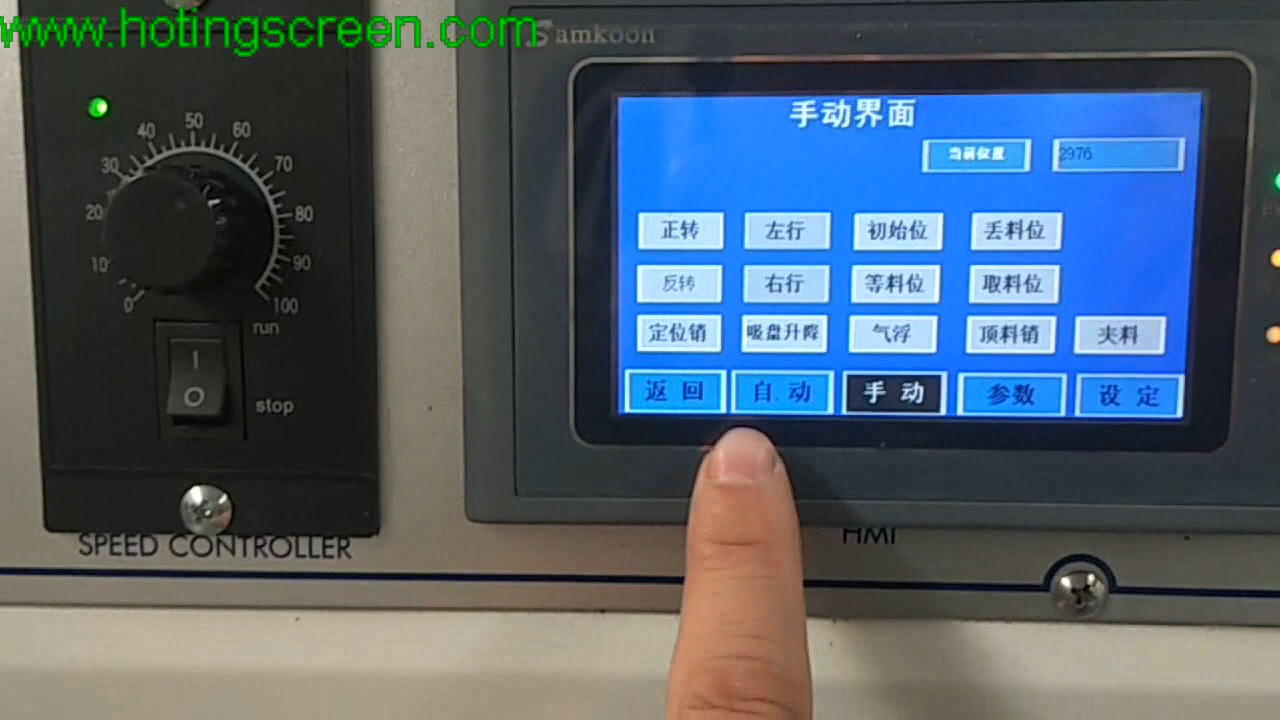 www.hotingscreen.com
Samkoon
手动界面
当前位置 2976
正转 左行 初始位 丢料位
反转 右行 等料位 取料位
定位销 吸盘升降 气浮 顶料销 夹料
返回 自动 手动 参数 设定
0 10 20 30 40 50 60 70 80 90 100
run
I
O
stop
SPEED CONTROLLER
HMI